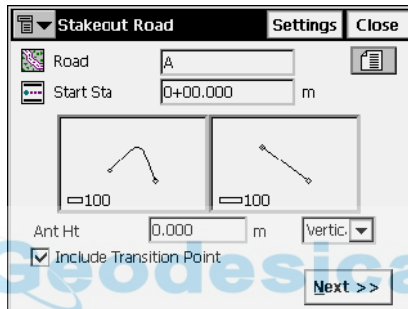 Stakeout Road Settings Close
Road A
Start Sta 0+00.000 m
100 100
Ant Ht 0.000 m Vertic.
Include Transition Point
Geodesica
Next >>